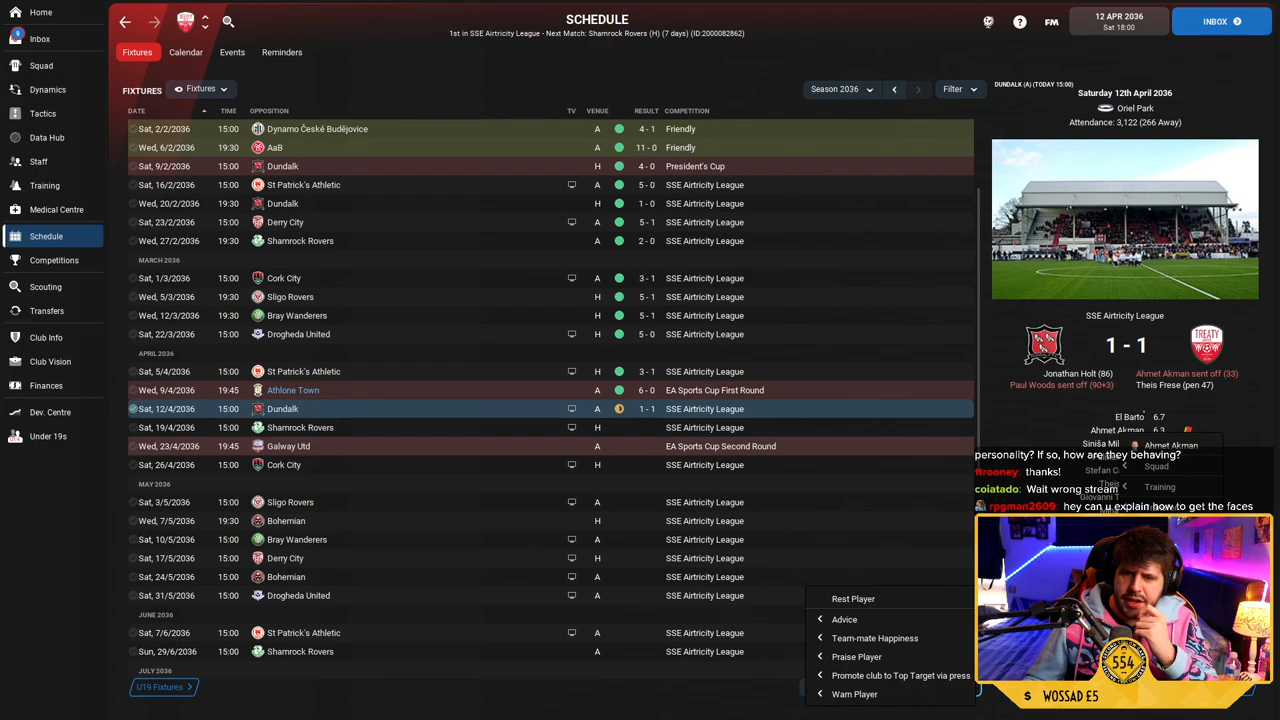 Home
9
Inbox
Squad
Dynamics
Tactics
Data Hub
Staff
Training
Medical Centre
Schedule
Competitions
Scouting
Transfers
Club Info
Club Vision
Finances
Dev. Centre
Under 19s
SCHEDULE
1st in SSE Airtricity League - Next Match: Shamrock Rovers (H) (7 days) (ID:2000082862)
?
FM
12 APR 2036
Sat 18:00
INBOX
Fixtures
Calendar
Events
Reminders
FIXTURES
Fixtures
Season 2036
Filter
DATE TIME OPPOSITION TV VENUE RESULT COMPETITION
Sat, 2/2/2036 15:00 Dynamo České Budějovice A 4 - 1 Friendly
Wed, 6/2/2036 19:30 AaB A 11 - 0 Friendly
Sat, 9/2/2036 15:00 Dundalk H 4 - 0 President's Cup
Sat, 16/2/2036 15:00 St Patrick's Athletic A 5 - 0 SSE Airtricity League
Wed, 20/2/2036 19:30 Dundalk H 1 - 0 SSE Airtricity League
Sat, 23/2/2036 15:00 Derry City A 5 - 1 SSE Airtricity League
Wed, 27/2/2036 19:30 Shamrock Rovers A 2 - 0 SSE Airtricity League
MARCH 2036
Sat, 1/3/2036 15:00 Cork City A 3 - 1 SSE Airtricity League
Wed, 5/3/2036 19:30 Sligo Rovers H 5 - 1 SSE Airtricity League
Wed, 12/3/2036 19:30 Bray Wanderers H 5 - 1 SSE Airtricity League
Sat, 22/3/2036 15:00 Drogheda United H 5 - 0 SSE Airtricity League
APRIL 2036
Sat, 5/4/2036 15:00 St Patrick's Athletic H 3 - 1 SSE Airtricity League
Wed, 9/4/2036 19:45 Athlone Town A 6 - 0 EA Sports Cup First Round
Sat, 12/4/2036 15:00 Dundalk A 1 - 1 SSE Airtricity League
Sat, 19/4/2036 15:00 Shamrock Rovers H SSE Airtricity League
Wed, 23/4/2036 19:45 Galway Utd A EA Sports Cup Second Round
Sat, 26/4/2036 15:00 Cork City H SSE Airtricity League
MAY 2036
Sat, 3/5/2036 15:00 Sligo Rovers A SSE Airtricity League
Wed, 7/5/2036 19:30 Bohemian H SSE Airtricity League
Sat, 10/5/2036 15:00 Bray Wanderers A SSE Airtricity League
Sat, 17/5/2036 15:00 Derry City H SSE Airtricity League
Sat, 24/5/2036 15:00 Bohemian A SSE Airtricity League
Sat, 31/5/2036 15:00 Drogheda United A SSE Airtricity League
JUNE 2036
Sat, 7/6/2036 15:00 St Patrick's Athletic A SSE Airtricity League
Sun, 29/6/2036 15:00 Shamrock Rovers A SSE Airtricity League
JULY 2036
U19 Fixtures
Rest Player
Advice
Team-mate Happiness
Praise Player
Promote club to Top Target via press
Warn Player
DUNDALK (A) (TODAY 15:00)
Saturday 12th April 2036
Oriel Park
Attendance: 3,122 (266 Away)
SSE Airtricity League
1 - 1
Jonathan Holt (86) Ahmet Akman sent off (33)
Paul Woods sent off (90+3) Theis Frese (pen 47)
El Barto 6.7
Ahmet Akman 6.3
Siniša Mil
Stefan C
Theis
Giovanni T
Ahmet Akman
Squad
Training
personality? If so, how are they behaving?
ttrooney: thanks!
coiatado: Wait wrong stream
rpgman2609: hey can u explain how to get the faces
554
$ WOSSAD £5